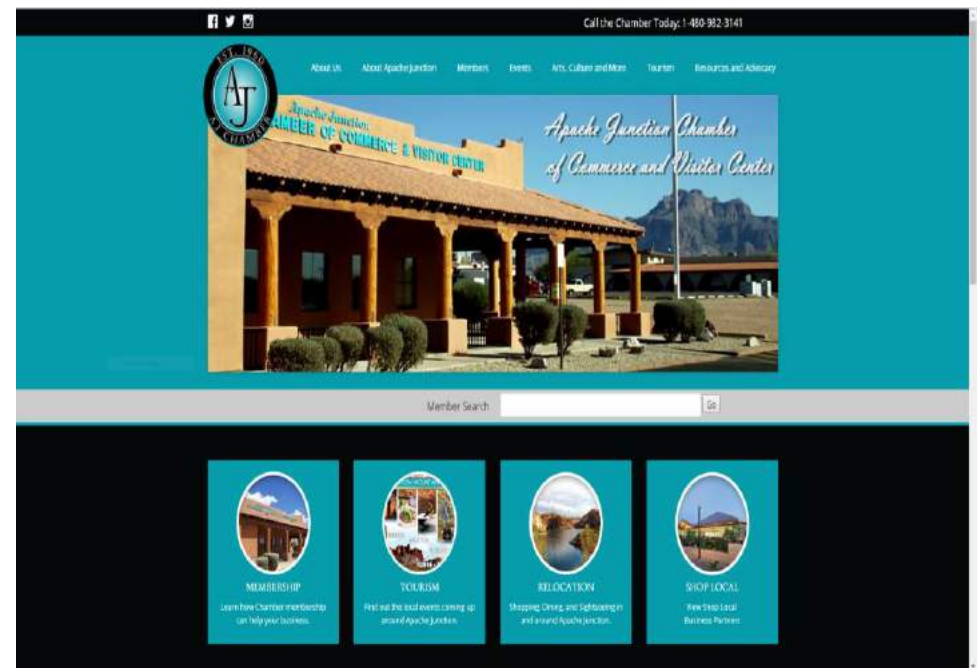 Call the Chamber Today: 1-480-982-3141
EST. 1960
AJ
AJ CHAMBER
About Us About Apache Junction Members Events Arts, Culture and More Tourism Resources and Advocacy
Apache Junction
CHAMBER OF COMMERCE & VISITOR CENTER
Apache Junction Chamber
of Commerce and Visitor Center
Member Search Go
MEMBERSHIP
Learn how Chamber membership
can help your business.
TOURISM
Find out the local events coming up
around Apache Junction.
RELOCATION
Shopping, Dining, and Sightseeing in
and around Apache Junction.
SHOP LOCAL
View Shop Local
Business Partners